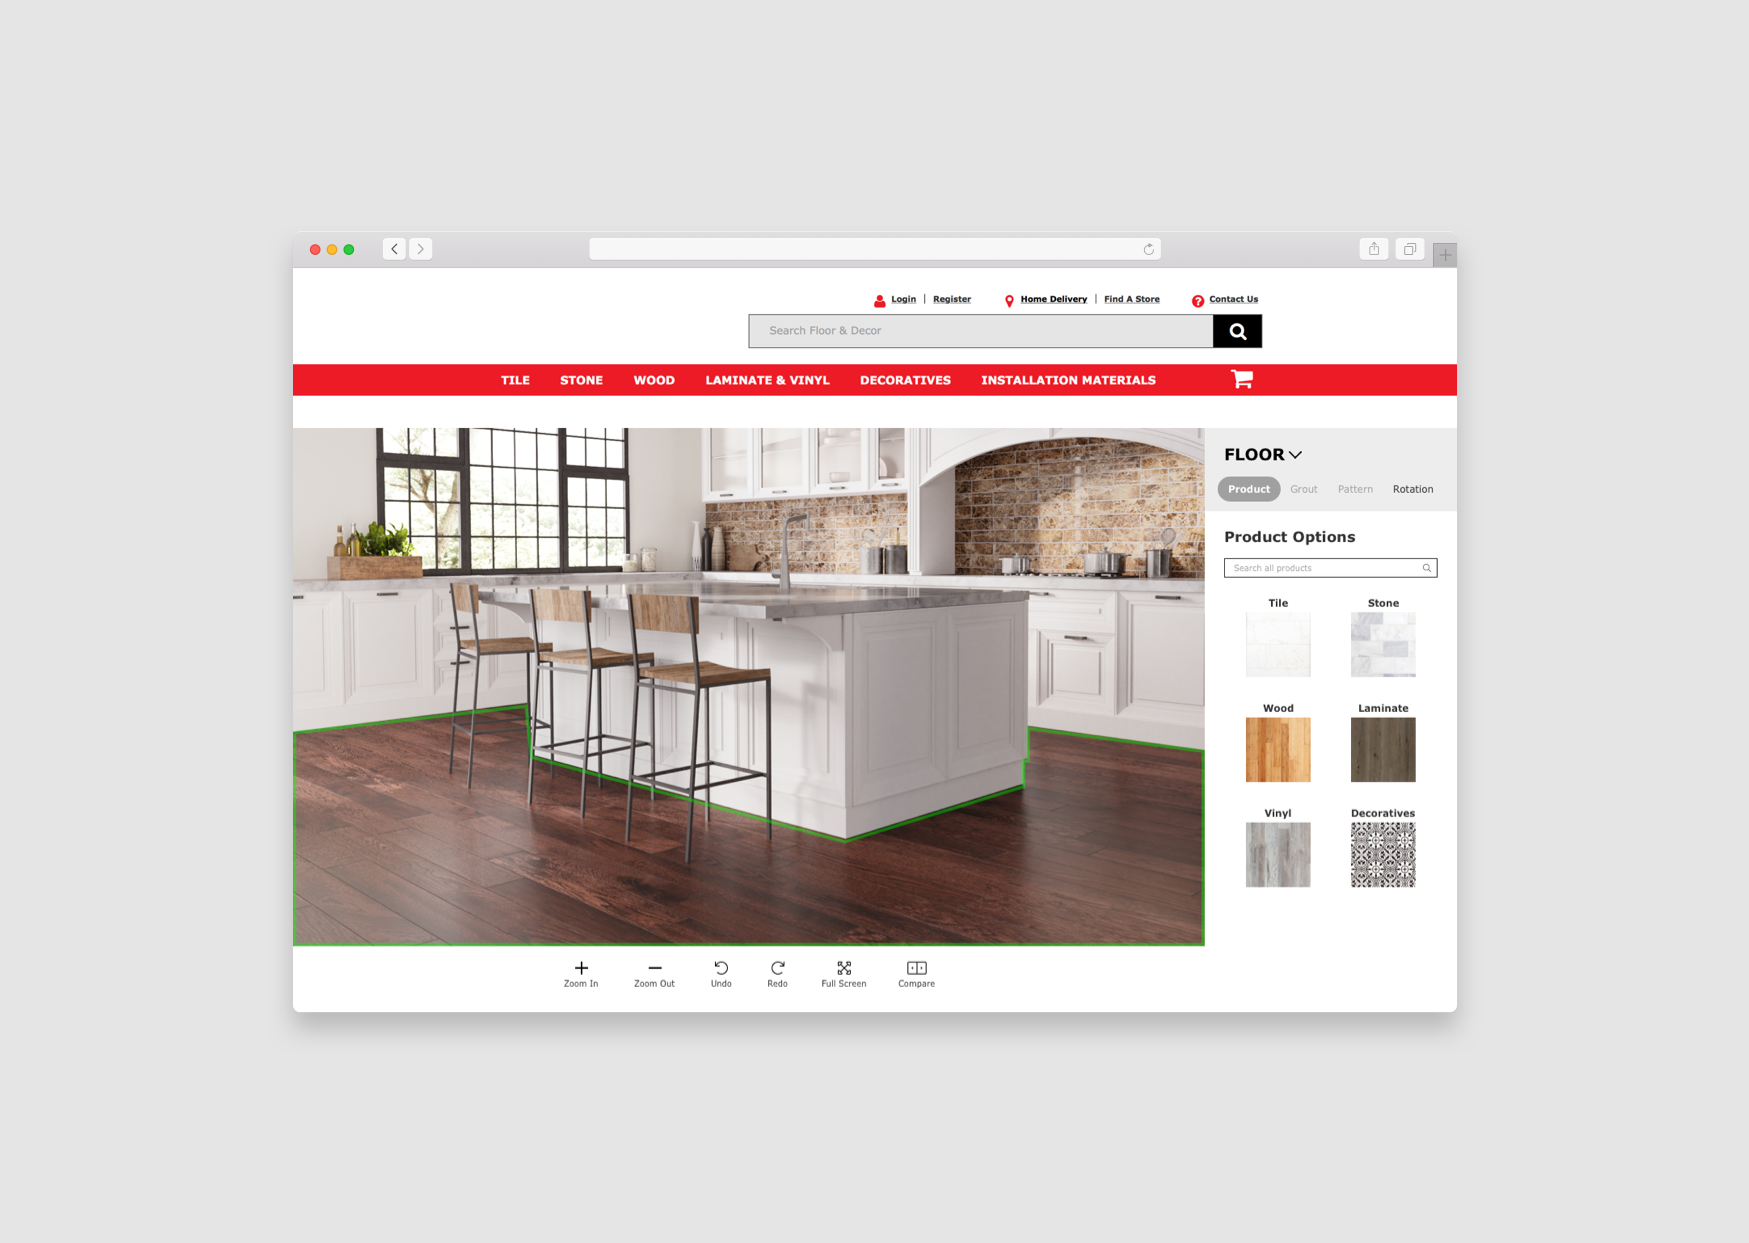 Login | Register Home Delivery | Find A Store Contact Us
Search Floor & Decor
TILE STONE WOOD LAMINATE & VINYL DECORATIVES INSTALLATION MATERIALS
FLOOR
Product Grout Pattern Rotation
Product Options
Search all products
Tile Stone
Wood Laminate
Vinyl Decoratives
Zoom In Zoom Out Undo Redo Full Screen Compare